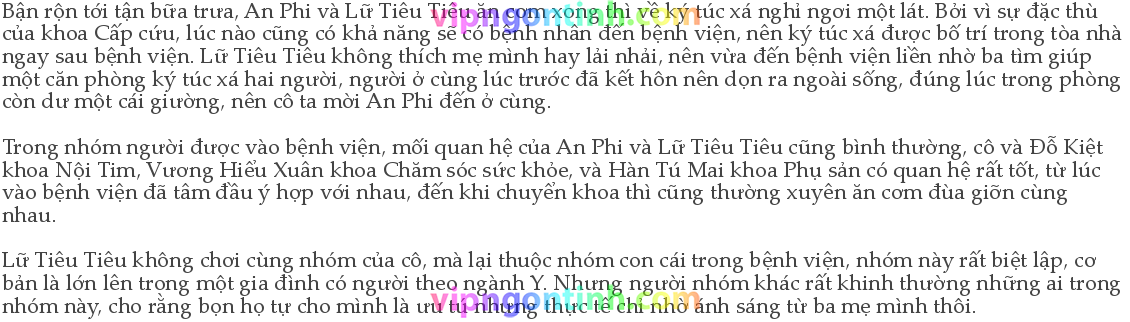 Bận rộn tới tận bữa trưa, An Phi và Lữ Tiêu Tiêu ăn cơm xong thì về ký túc xá nghỉ ngơi một lát. Bởi vì sự đặc thù
của khoa Cấp cứu, lúc nào cũng có khả năng sẽ có bệnh nhân đến bệnh viện, nên ký túc xá được bố trí trong tòa nhà
ngay sau bệnh viện. Lữ Tiêu Tiêu không thích mẹ mình hay lải nhải, nên vừa đến bệnh viện liền nhờ ba tìm giúp
một căn phòng ký túc xá hai người, người ở cùng lúc trước đã kết hôn nên dọn ra ngoài sống, đúng lúc trong phòng
còn dư một cái giường, nên cô ta mời An Phi đến ở cùng.
Trong nhóm người được vào bệnh viện, mối quan hệ của An Phi và Lữ Tiêu Tiêu cũng bình thường, cô và Đỗ Kiệt
khoa Nội Tim, Vương Hiểu Xuân khoa Chăm sóc sức khỏe, và Hàn Tú Mai khoa Phụ sản có quan hệ rất tốt, từ lúc
vào bệnh viện đã tâm đầu ý hợp với nhau, đến khi chuyển khoa thì cũng thường xuyên ăn cơm đùa giỡn cùng
nhau.
Lữ Tiêu Tiêu không chơi cùng nhóm của cô, mà lại thuộc nhóm con cái trong bệnh viện, nhóm này rất biệt lập, cơ
bản là lớn lên trong một gia đình có người theo ngành Y. Nhưng người nhóm khác rất khinh thường những ai trong
nhóm này, cho rằng bọn họ tự cho mình là ưu tú nhưng thực tế chỉ nhờ ánh sáng từ ba mẹ mình thôi.
vipngontinh.com
vipngontinh.com